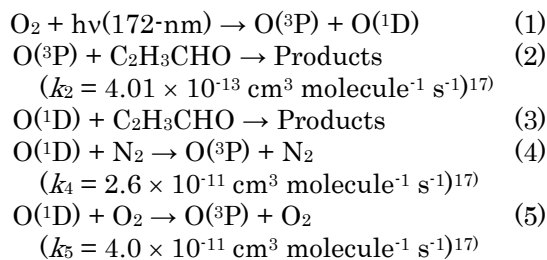 O₂ + hν(172-nm) → O(³P) + O(¹D) (1)
O(³P) + C₂H₃CHO → Products (2)
(k₂ = 4.01 × 10⁻¹³ cm³ molecule⁻¹ s⁻¹)¹⁷⁾
O(¹D) + C₂H₃CHO → Products (3)
O(¹D) + N₂ → O(³P) + N₂ (4)
(k₄ = 2.6 × 10⁻¹¹ cm³ molecule⁻¹ s⁻¹)¹⁷⁾
O(¹D) + O₂ → O(³P) + O₂ (5)
(k₅ = 4.0 × 10⁻¹¹ cm³ molecule⁻¹ s⁻¹)¹⁷⁾